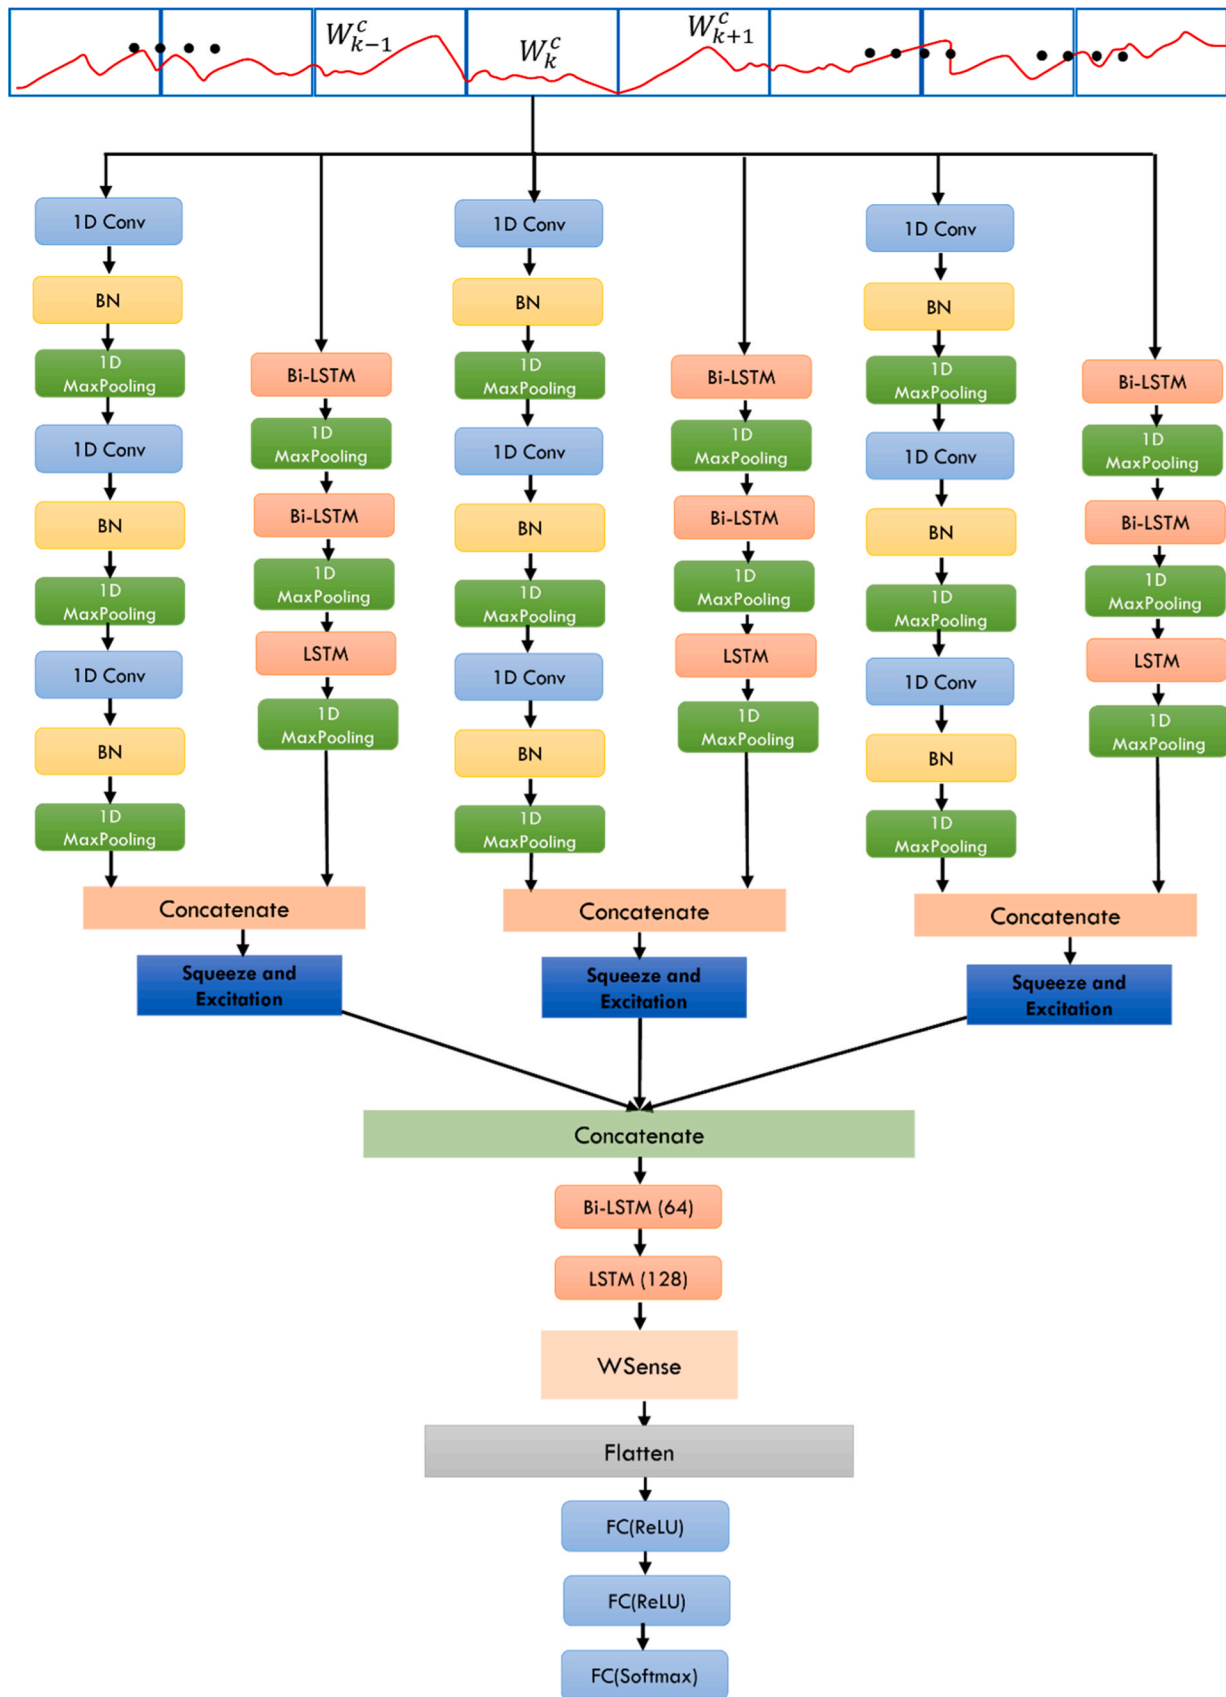 W_{k-1}^{c}
W_{k}^{c}
W_{k+1}^{c}
1D Conv
BN
1D
MaxPooling
1D Conv
BN
1D
MaxPooling
1D Conv
BN
1D
MaxPooling
Bi-LSTM
1D
MaxPooling
Bi-LSTM
1D
MaxPooling
LSTM
1D
MaxPooling
Concatenate
Squeeze and
Excitation
1D Conv
BN
1D
MaxPooling
1D Conv
BN
1D
MaxPooling
1D Conv
BN
1D
MaxPooling
Bi-LSTM
1D
MaxPooling
Bi-LSTM
1D
MaxPooling
LSTM
1D
MaxPooling
Concatenate
Squeeze and
Excitation
1D Conv
BN
1D
MaxPooling
1D Conv
BN
1D
MaxPooling
1D Conv
BN
1D
MaxPooling
Bi-LSTM
1D
MaxPooling
Bi-LSTM
1D
MaxPooling
LSTM
1D
MaxPooling
Concatenate
Squeeze and
Excitation
Concatenate
Bi-LSTM (64)
LSTM (128)
WSense
Flatten
FC(ReLU)
FC(ReLU)
FC(Softmax)